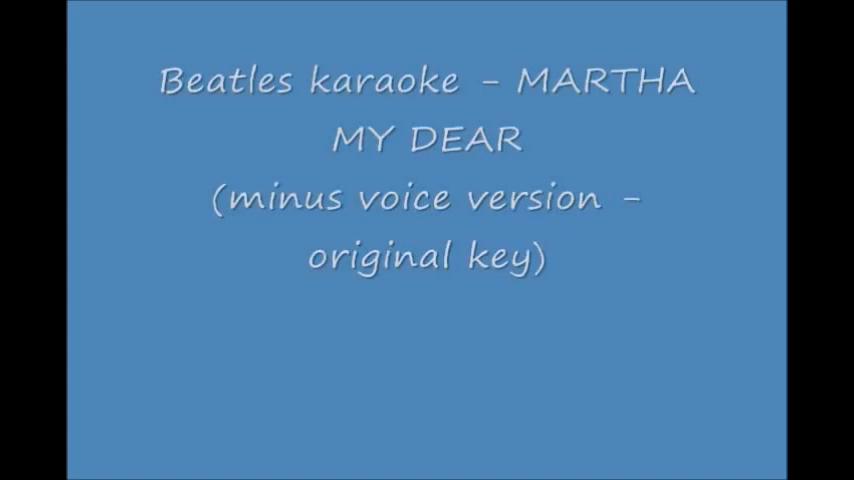 Beatles karaoke - MARTHA
MY DEAR
(minus voice version -
original key)